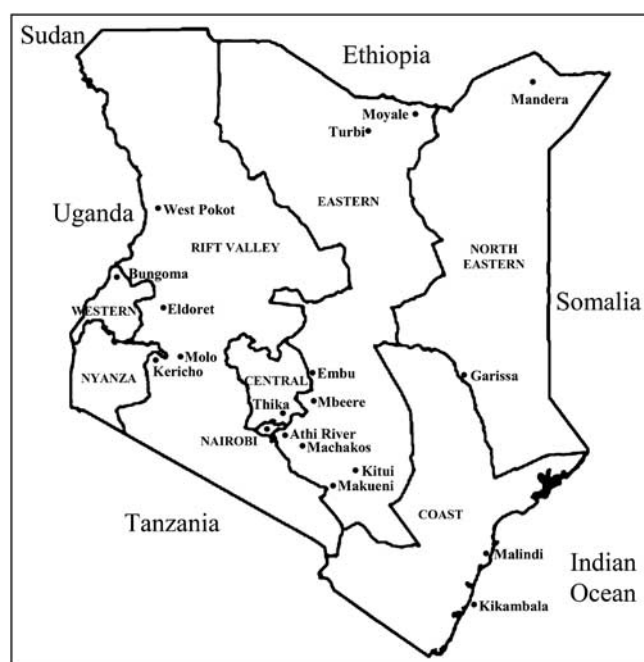 Sudan
Ethiopia
Mandera
Moyale
Turbi
Uganda
West Pokot
EASTERN
RIFT VALLEY
NORTH
EASTERN
Bungoma
WESTERN
Eldoret
Somalia
Molo
Kericho
NYANZA
CENTRAL
Embu
Garissa
Thika
Mbeere
NAIROBI
Athi River
Machakos
Kitui
Makueni
Tanzania
COAST
Malindi
Indian
Ocean
Kikambala